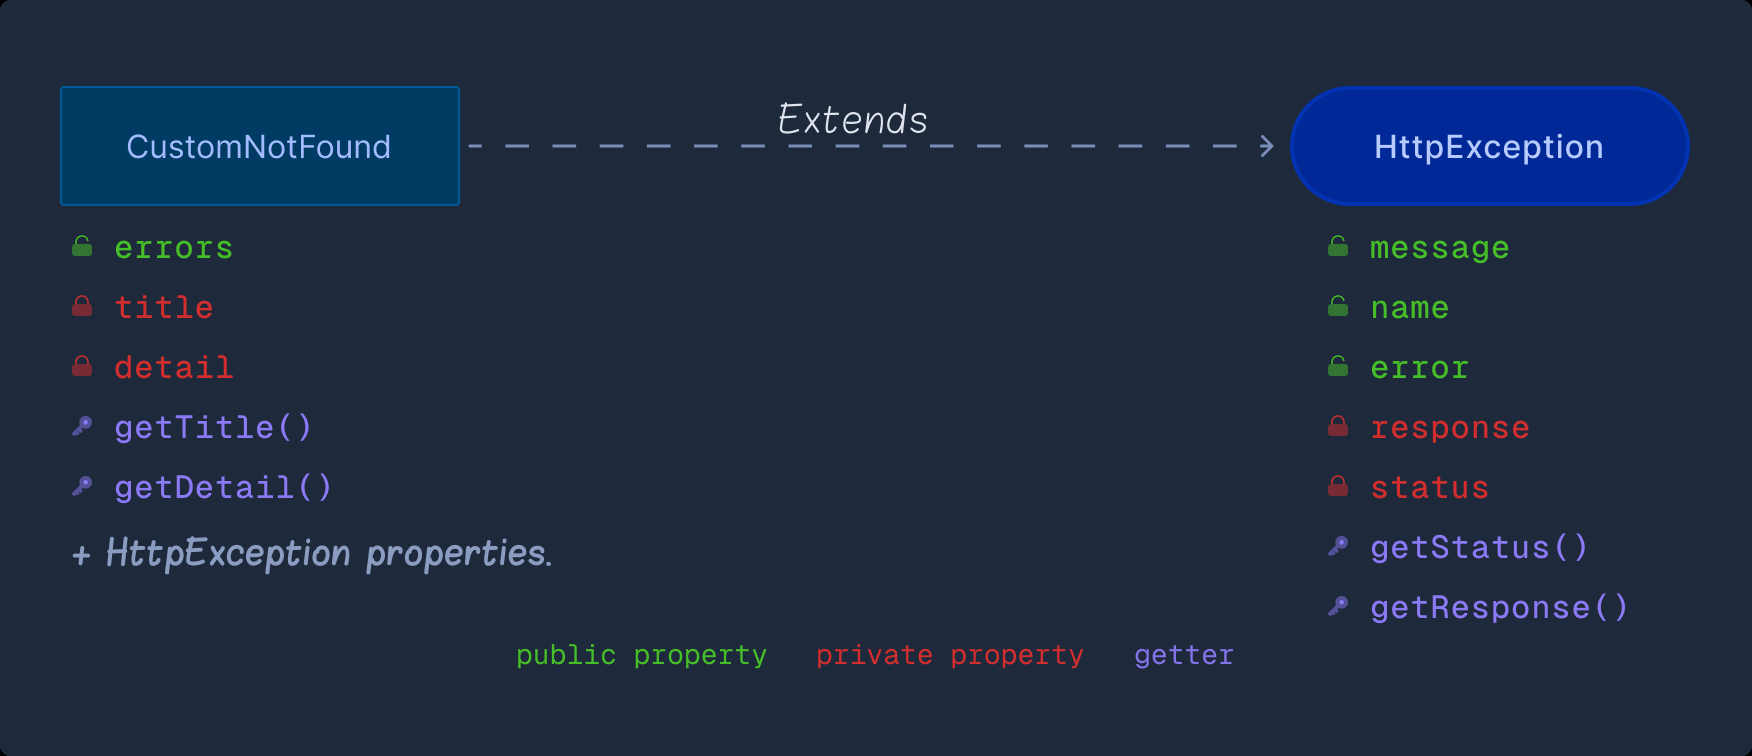 CustomNotFound
Extends
HttpException
errors
title
detail
getTitle()
getDetail()
+ HttpException properties.
message
name
error
response
status
getStatus()
getResponse()
public property
private property
getter